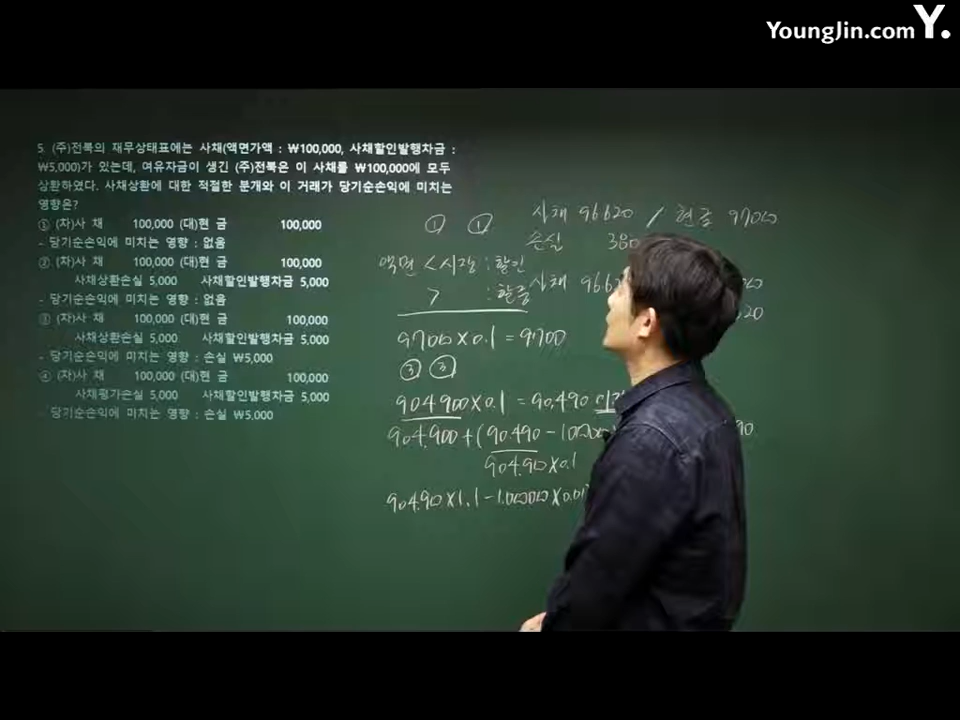 YoungJin.com Y.
5. (주)전북의 재무상태표에는 사채(액면가액 : ₩100,000, 사채할인발행차금 :
₩5,000)가 있는데, 여유자금이 생긴 (주)전북은 이 사채를 ₩100,000에 모두
상환하였다. 사채상환에 대한 적절한 분개와 이 거래가 당기순손익에 미치는
영향은?
① (차)사 채 100,000 (대)현 금 100,000
- 당기순손익에 미치는 영향 : 없음
② (차)사 채 100,000 (대)현 금 100,000
사채상환손실 5,000 사채할인발행차금 5,000
- 당기순손익에 미치는 영향 : 없음
③ (차)사 채 100,000 (대)현 금 100,000
사채상환손실 5,000 사채할인발행차금 5,000
- 당기순손익에 미치는 영향 : 손실 ₩5,000
④ (차)사 채 100,000 (대)현 금 100,000
사채평가손실 5,000 사채할인발행차금 5,000
- 당기순손익에 미치는 영향 : 손실 ₩5,000
① ① 사채 96620 / 현금 97000
손실 380
액면 < 시장 : 할인
> : 할증 사채 966
9700 × 0.1 = 9700
③ ③
904900 × 0.1 = 90,490
904,900 + (90490 -
90490 × 0.1
90490 × 1.1 -